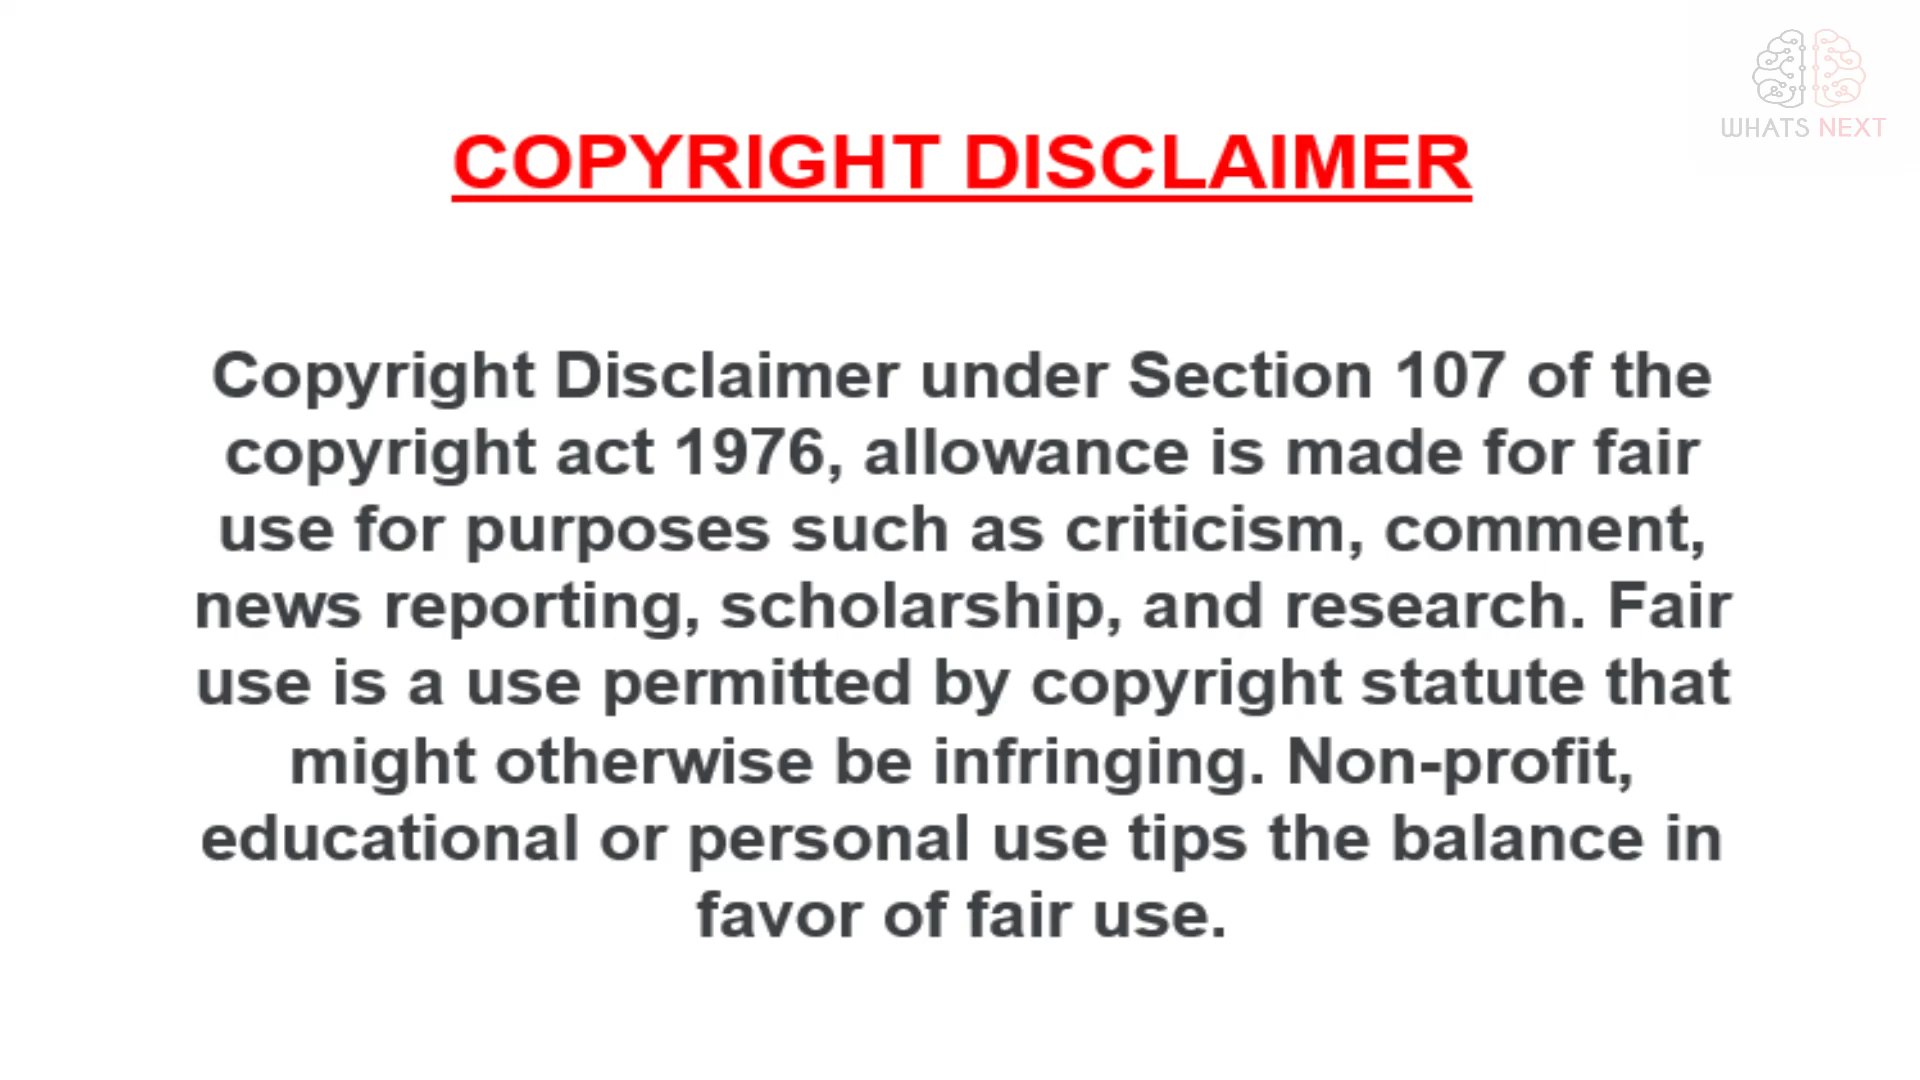 WHATS NEXT
COPYRIGHT DISCLAIMER
Copyright Disclaimer under Section 107 of the
copyright act 1976, allowance is made for fair
use for purposes such as criticism, comment,
news reporting, scholarship, and research. Fair
use is a use permitted by copyright statute that
might otherwise be infringing. Non-profit,
educational or personal use tips the balance in
favor of fair use.